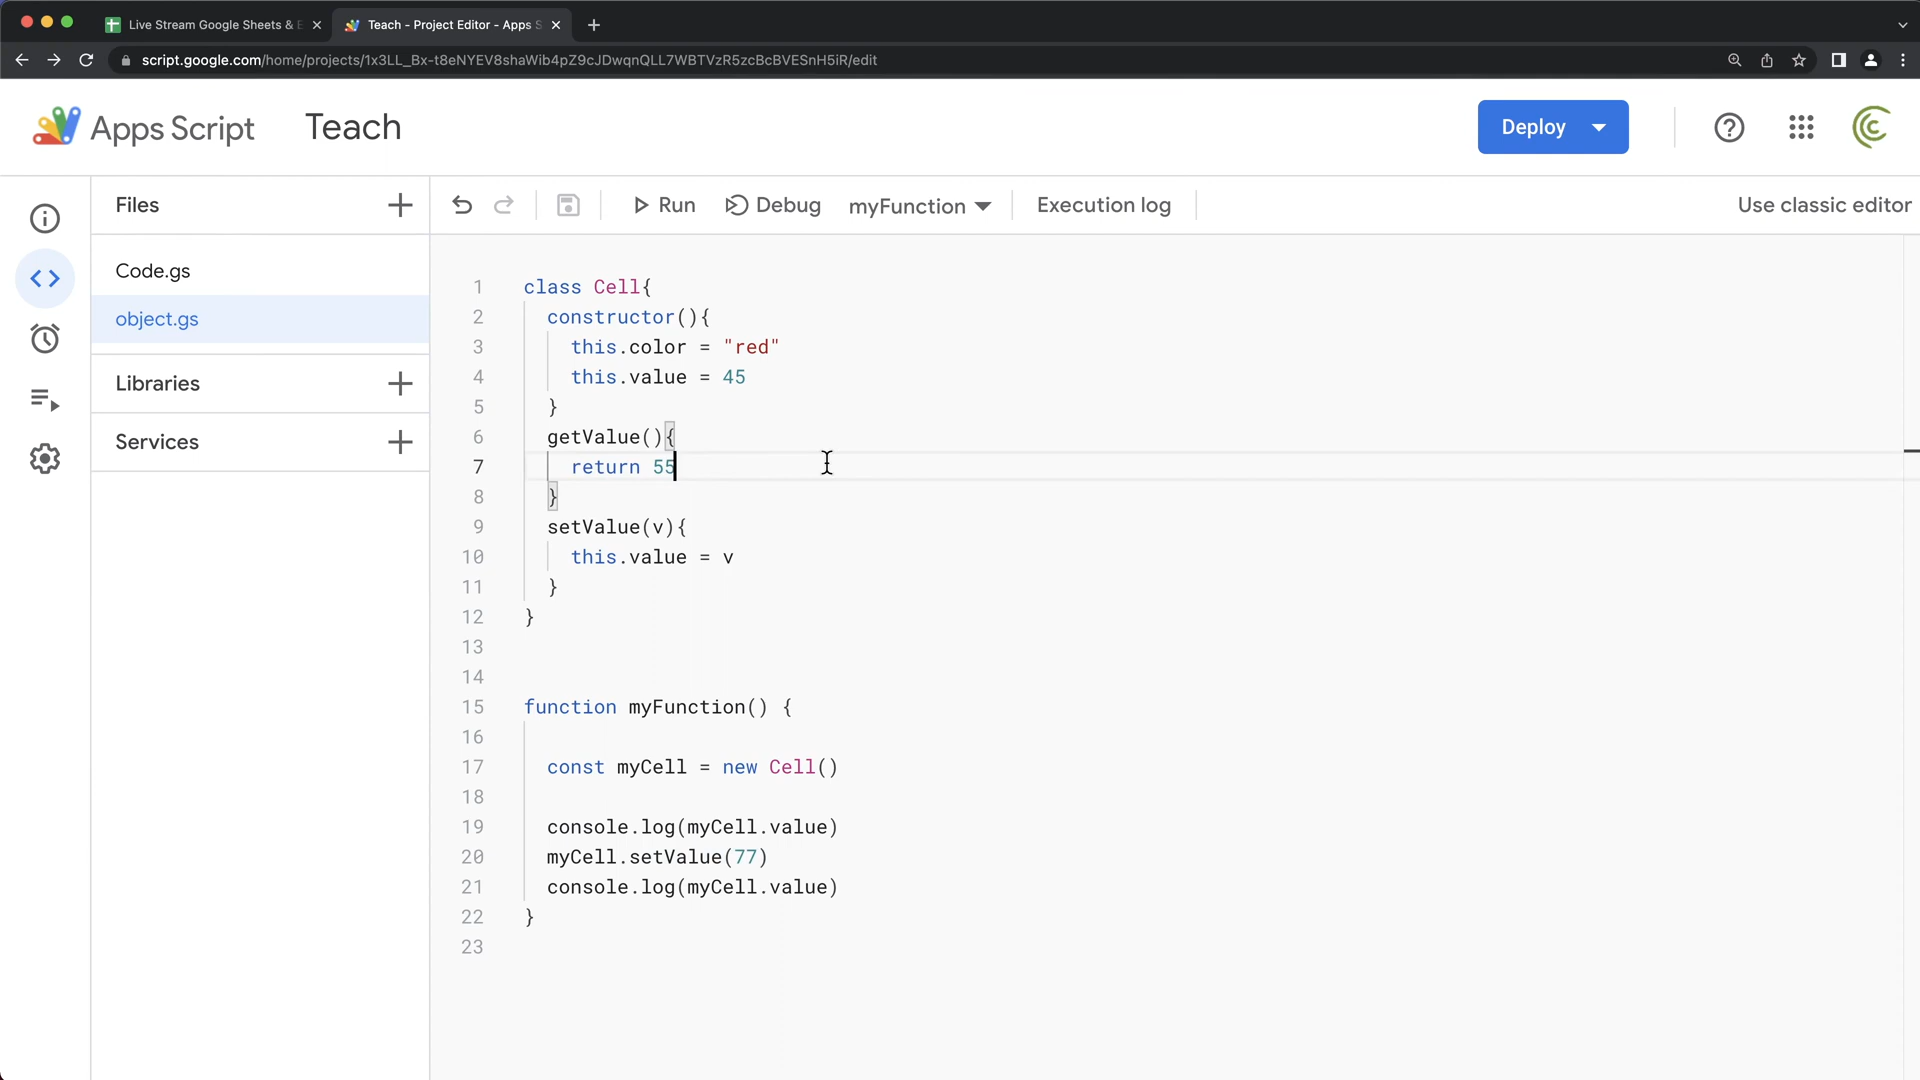 Live Stream Google Sheets & E
Teach - Project Editor - Apps S
script.google.com/home/projects/1x3LL_Bx-t8eNYEV8shaWib4pZ9cJDwqnQLL7WBTVzR5zcBcBVESnH5iR/edit
Apps Script
Teach
Deploy
Files
Run
Debug
myFunction
Execution log
Use classic editor
Code.gs
object.gs
Libraries
Services
1 class Cell{
2 constructor(){
3 this.color = "red"
4 this.value = 45
5 }
6 getValue(){
7 return 55
8 }
9 setValue(v){
10 this.value = v
11 }
12 }
13
14
15 function myFunction() {
16
17 const myCell = new Cell()
18
19 console.log(myCell.value)
20 myCell.setValue(77)
21 console.log(myCell.value)
22 }
23